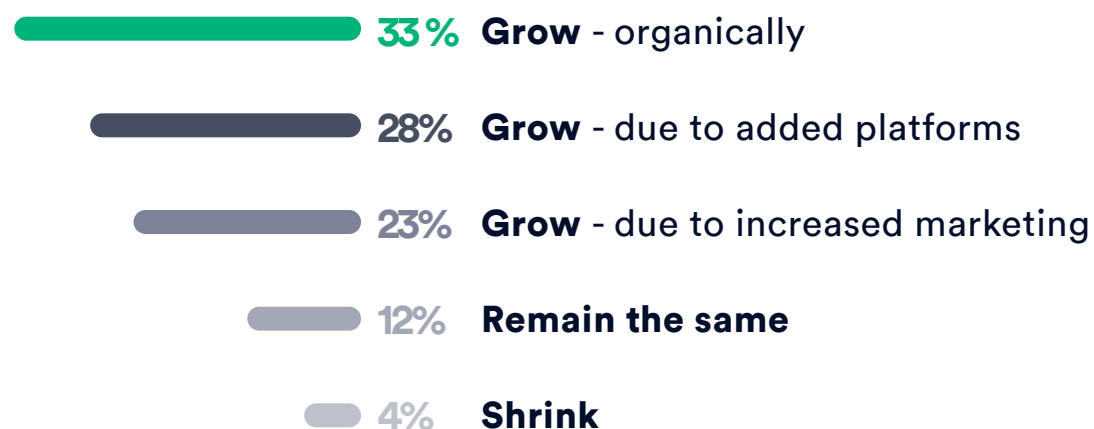 33% Grow - organically
28% Grow - due to added platforms
23% Grow - due to increased marketing
12% Remain the same
4% Shrink